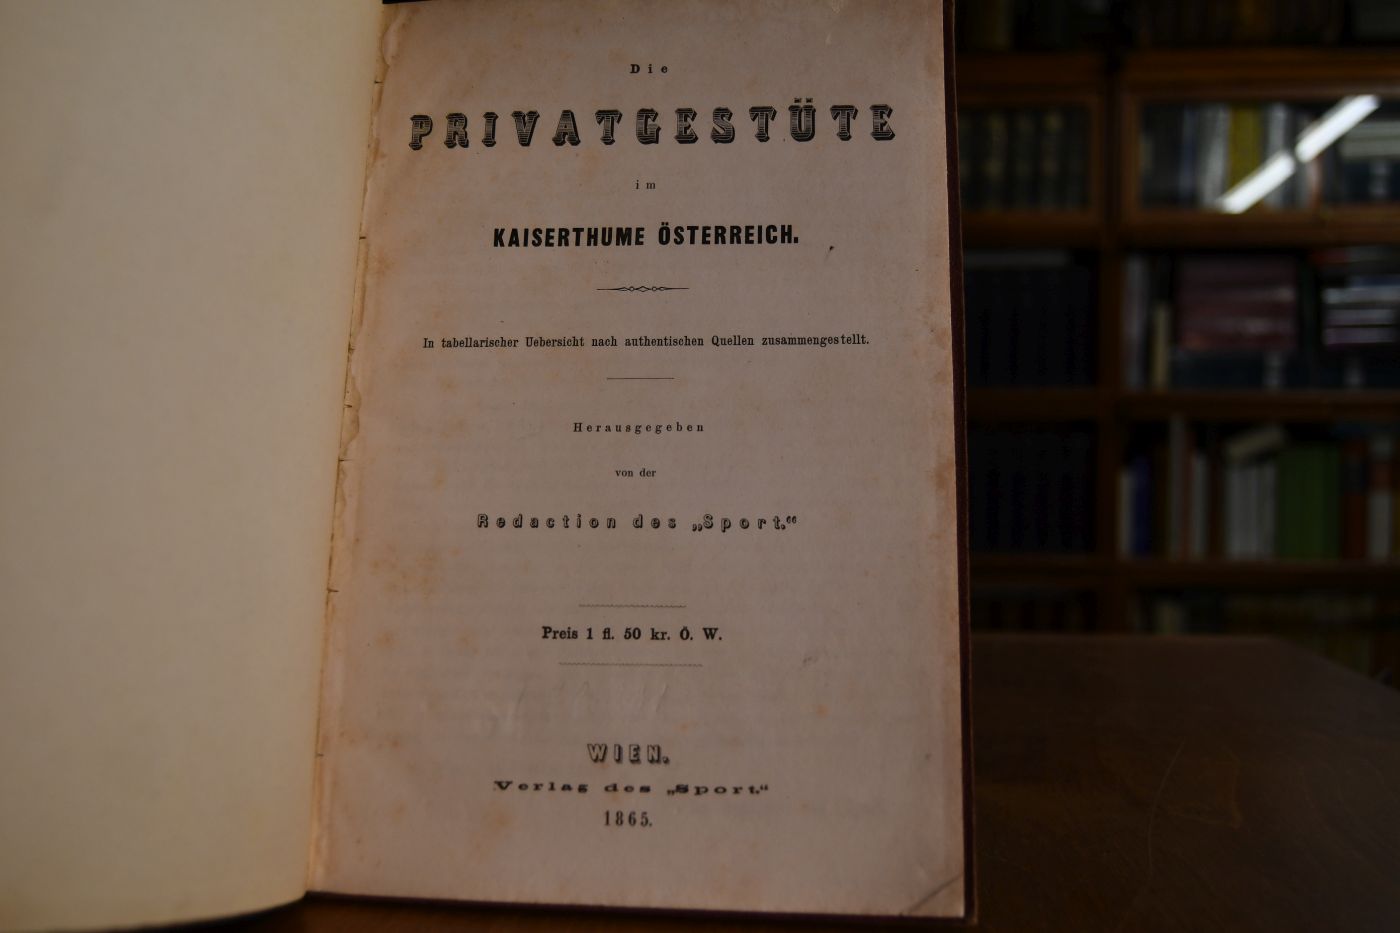 Die
PRIVATGESTÜTE
im
KAISERTHUME ÖSTERREICH.
In tabellarischer Uebersicht nach authentischen Quellen zusammengestellt.
Herausgegeben
von der
Redaction des „Sport.“
Preis 1 fl. 50 kr. Ö. W.
WIEN.
Verlag des „Sport.“
1865.